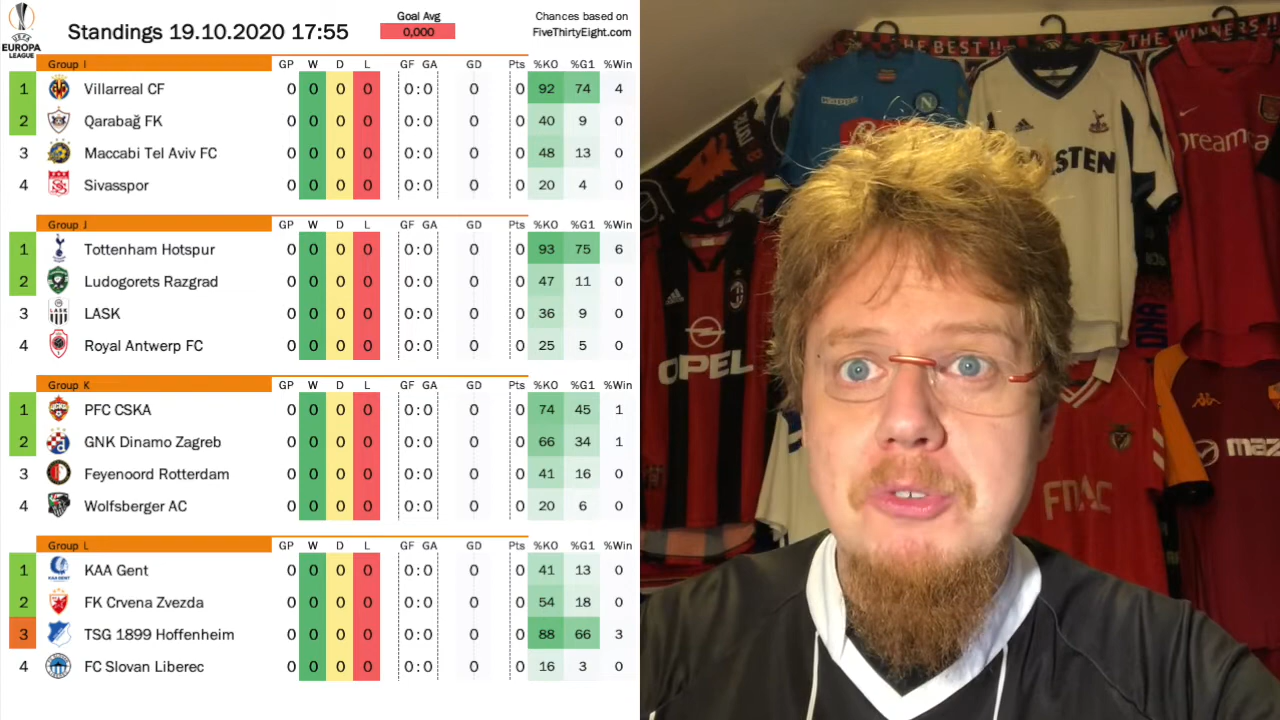 UEFA
EUROPA
LEAGUE
Standings 19.10.2020 17:55
Goal Avg
0,000
Chances based on
FiveThirtyEight.com
Group I GP W D L GF GA GD Pts %KO %G1 %Win
1 Villarreal CF 0 0 0 0 0:0 0 0 92 74 4
2 Qarabağ FK 0 0 0 0 0:0 0 0 40 9 0
3 Maccabi Tel Aviv FC 0 0 0 0 0:0 0 0 48 13 0
4 Sivasspor 0 0 0 0 0:0 0 0 20 4 0
Group J GP W D L GF GA GD Pts %KO %G1 %Win
1 Tottenham Hotspur 0 0 0 0 0:0 0 0 93 75 6
2 Ludogorets Razgrad 0 0 0 0 0:0 0 0 47 11 0
3 LASK 0 0 0 0 0:0 0 0 36 9 0
4 Royal Antwerp FC 0 0 0 0 0:0 0 0 25 5 0
Group K GP W D L GF GA GD Pts %KO %G1 %Win
1 PFC CSKA 0 0 0 0 0:0 0 0 74 45 1
2 GNK Dinamo Zagreb 0 0 0 0 0:0 0 0 66 34 1
3 Feyenoord Rotterdam 0 0 0 0 0:0 0 0 41 16 0
4 Wolfsberger AC 0 0 0 0 0:0 0 0 20 6 0
Group L GP W D L GF GA GD Pts %KO %G1 %Win
1 KAA Gent 0 0 0 0 0:0 0 0 41 13 0
2 FK Crvena Zvezda 0 0 0 0 0:0 0 0 54 18 0
3 TSG 1899 Hoffenheim 0 0 0 0 0:0 0 0 88 66 3
4 FC Slovan Liberec 0 0 0 0 0:0 0 0 16 3 0
THE BEST !!
THE WINNERS !!
Kappa
N
STEN
Dreamca
OPEL